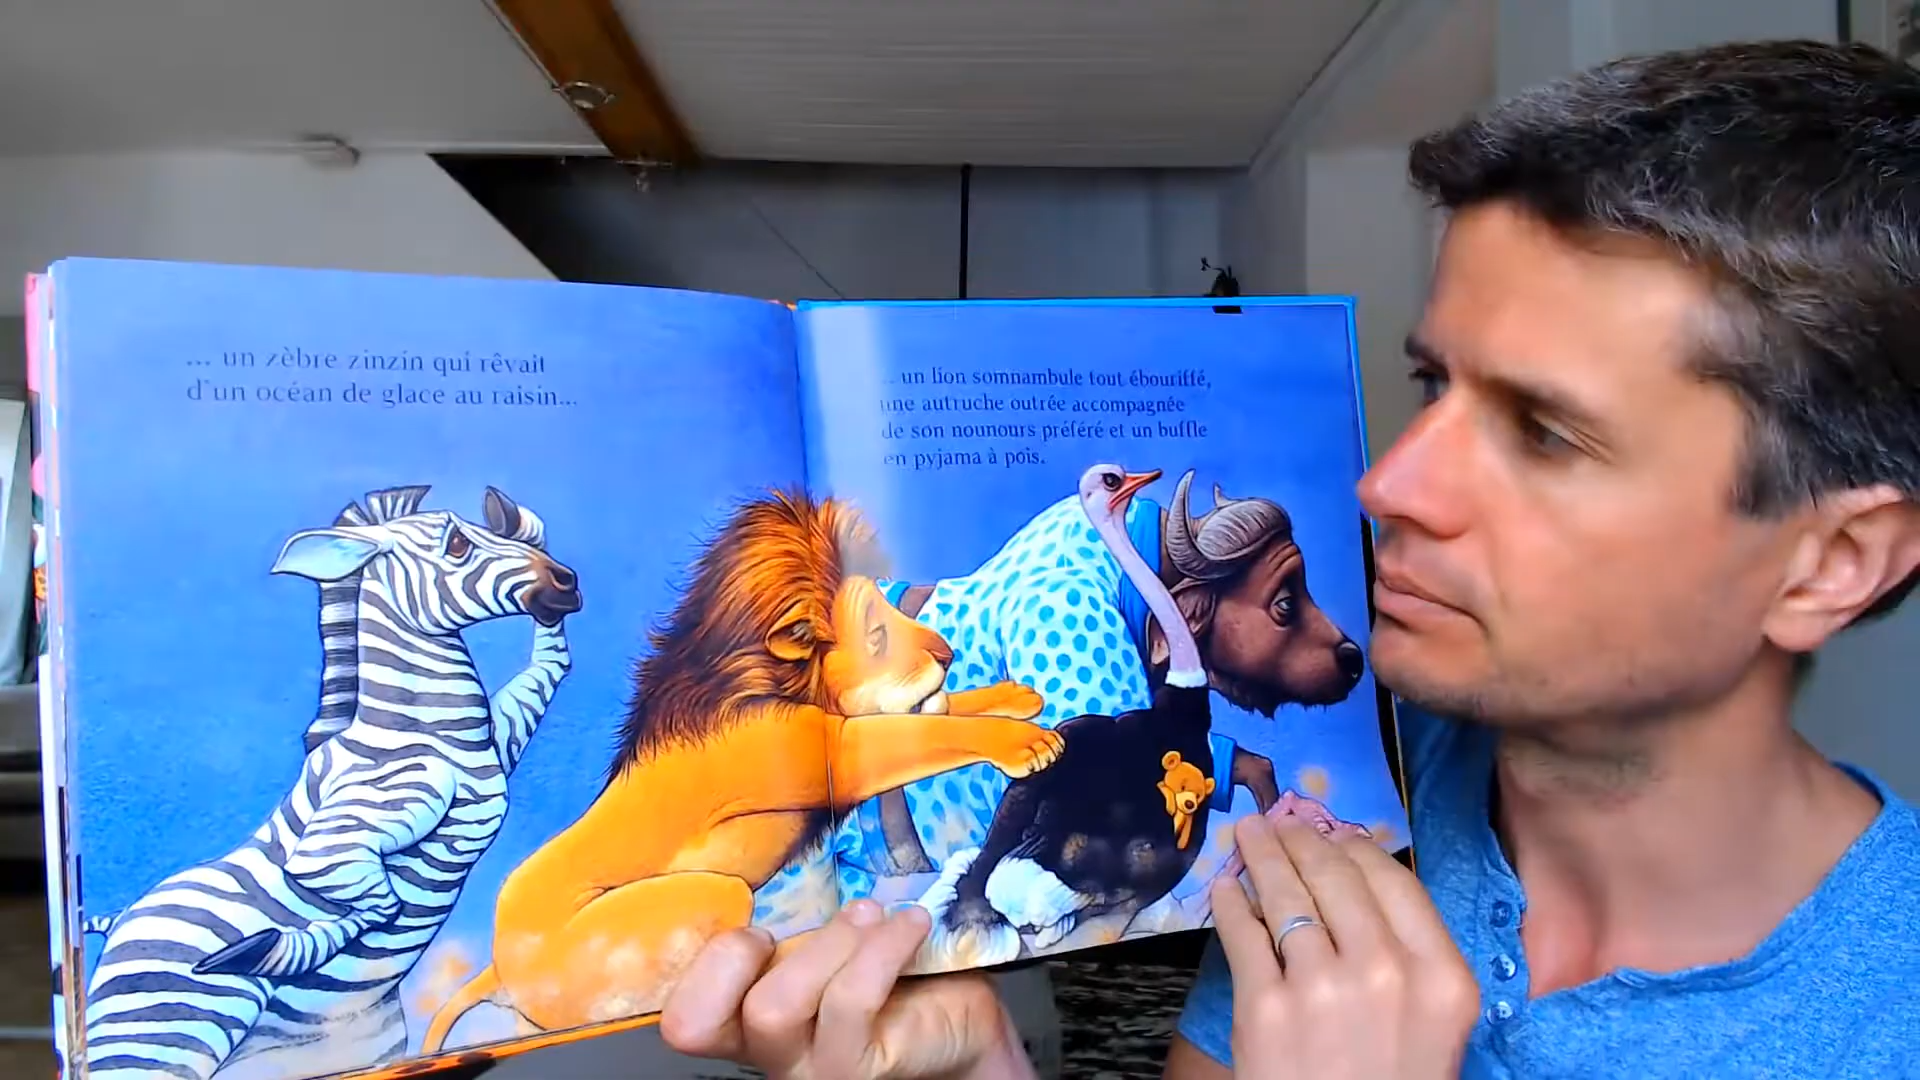 ... un zèbre zinzin qui rêvait
d'un océan de glace au raisin...
... un lion somnambule tout ébouriffé,
une autruche outrée accompagnée
de son nounours préféré et un buffle
en pyjama à pois.